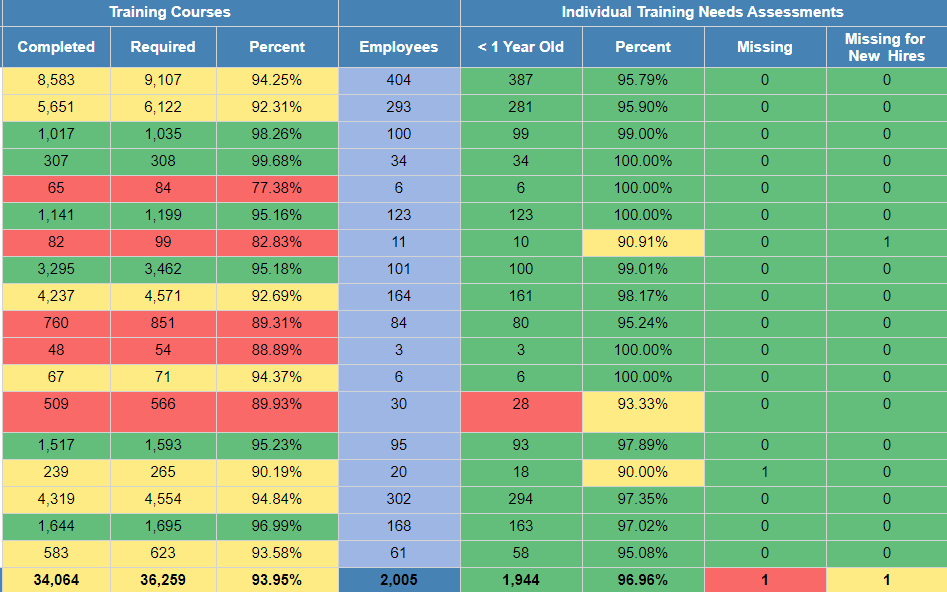 Training Courses Individual Training Needs Assessments
Completed Required Percent Employees < 1 Year Old Percent Missing Missing for New Hires
8,583 9,107 94.25% 404 387 95.79% 0 0
5,651 6,122 92.31% 293 281 95.90% 0 0
1,017 1,035 98.26% 100 99 99.00% 0 0
307 308 99.68% 34 34 100.00% 0 0
65 84 77.38% 6 6 100.00% 0 0
1,141 1,199 95.16% 123 123 100.00% 0 0
82 99 82.83% 11 10 90.91% 0 1
3,295 3,462 95.18% 101 100 99.01% 0 0
4,237 4,571 92.69% 164 161 98.17% 0 0
760 851 89.31% 84 80 95.24% 0 0
48 54 88.89% 3 3 100.00% 0 0
67 71 94.37% 6 6 100.00% 0 0
509 566 89.93% 30 28 93.33% 0 0
1,517 1,593 95.23% 95 93 97.89% 0 0
239 265 90.19% 20 18 90.00% 1 0
4,319 4,554 94.84% 302 294 97.35% 0 0
1,644 1,695 96.99% 168 163 97.02% 0 0
583 623 93.58% 61 58 95.08% 0 0
34,064 36,259 93.95% 2,005 1,944 96.96% 1 1